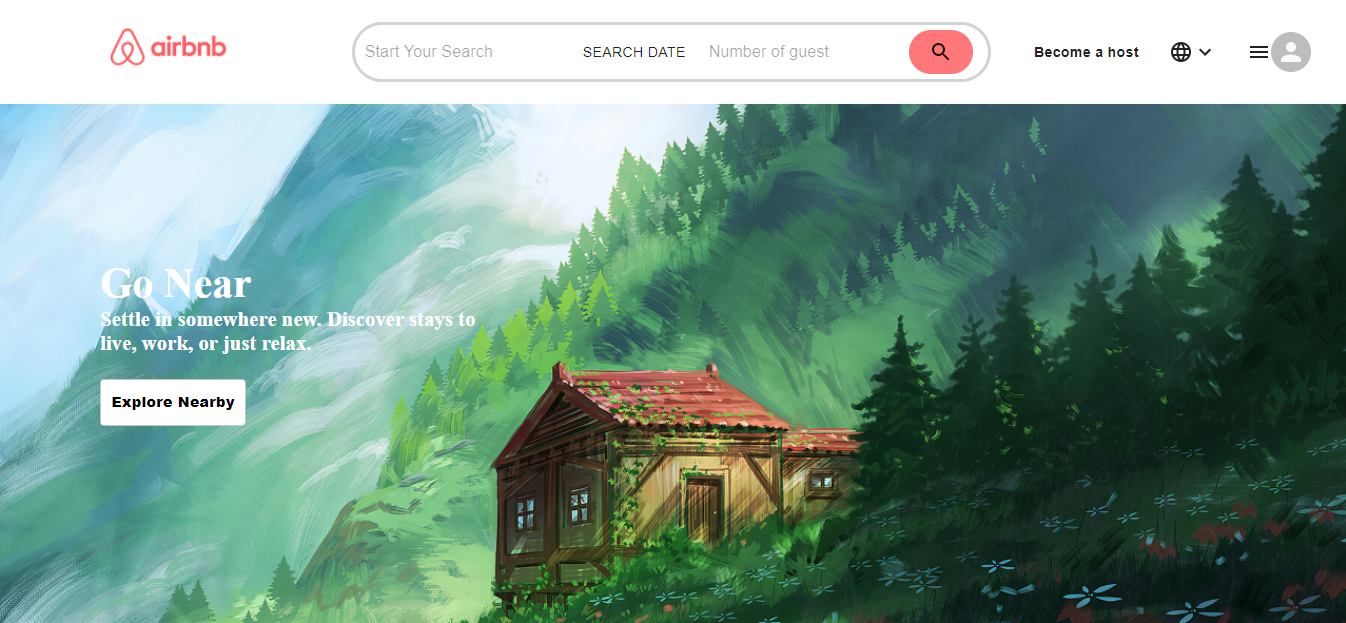 airbnb
Start Your Search
SEARCH DATE
Number of guest
Become a host
Go Near
Settle in somewhere new. Discover stays to
live, work, or just relax.
Explore Nearby